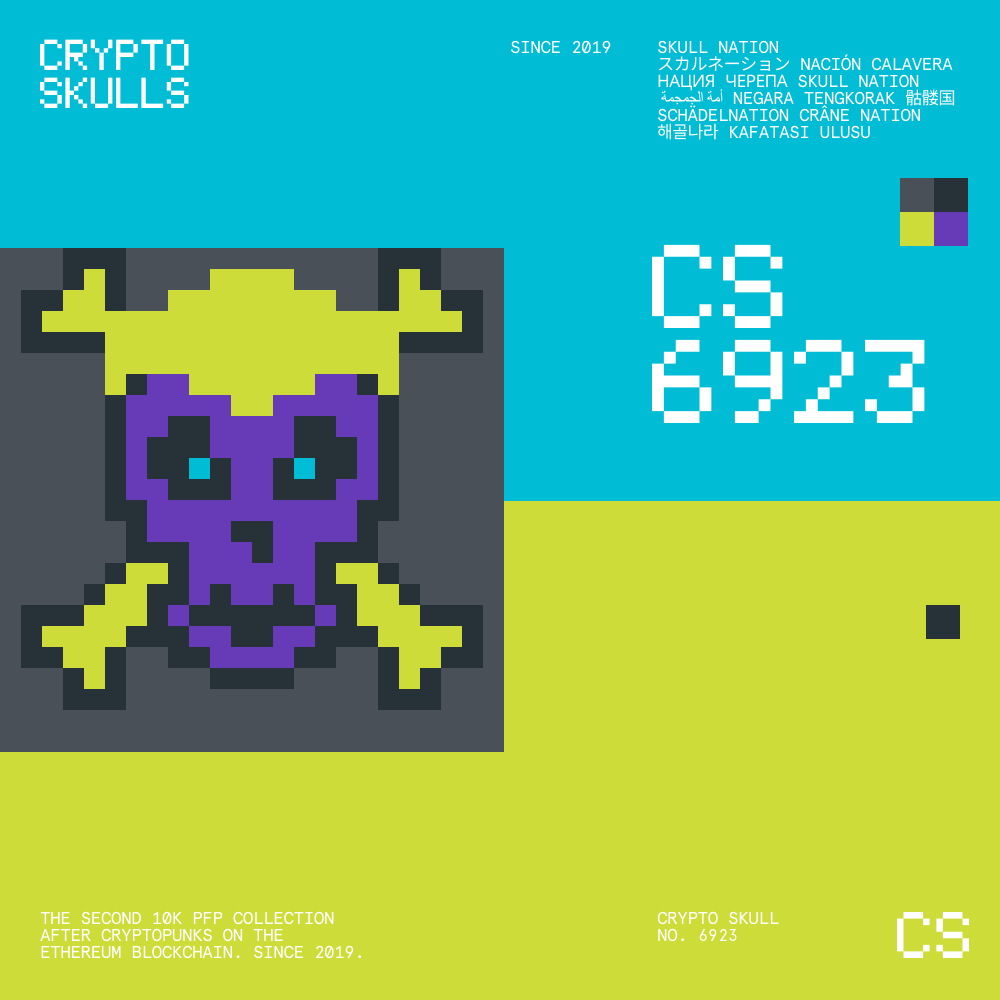 CRYPTO
SKULLS
SINCE 2019
SKULL NATION
スカルネーション NACIÓN CALAVERA
НАЦИЯ ЧЕРЕПА SKULL NATION
أمة الجمجمة NEGARA TENGKORAK 骷髅国
SCHÄDELNATION CRÂNE NATION
해골나라 KAFATASI ULUSU
CS
6923
THE SECOND 10K PFP COLLECTION
AFTER CRYPTOPUNKS ON THE
ETHEREUM BLOCKCHAIN. SINCE 2019.
CRYPTO SKULL
NO. 6923
CS